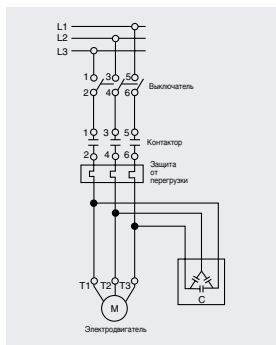 L1
L2
L3
1 3 5
2 4 6
Выключатель
1 3 5
Контактор
2 4 6
Защита
от
перегрузки
T1 T2 T3
M
C
Электродвигатель